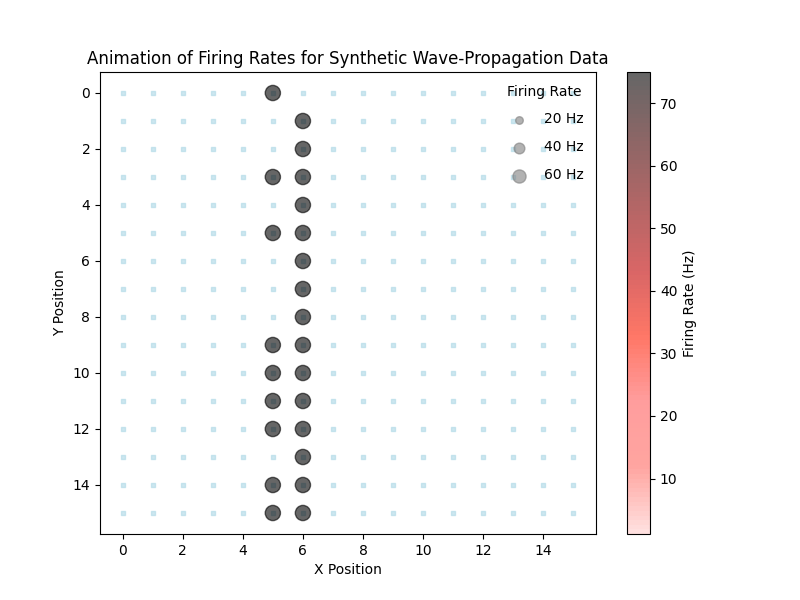 Animation of Firing Rates for Synthetic Wave-Propagation Data
Firing Rate
20 Hz
40 Hz
60 Hz
0
2
4
6
8
10
12
14
Y Position
0
2
4
6
8
10
12
14
X Position
70
60
50
40
30
20
10
Firing Rate (Hz)